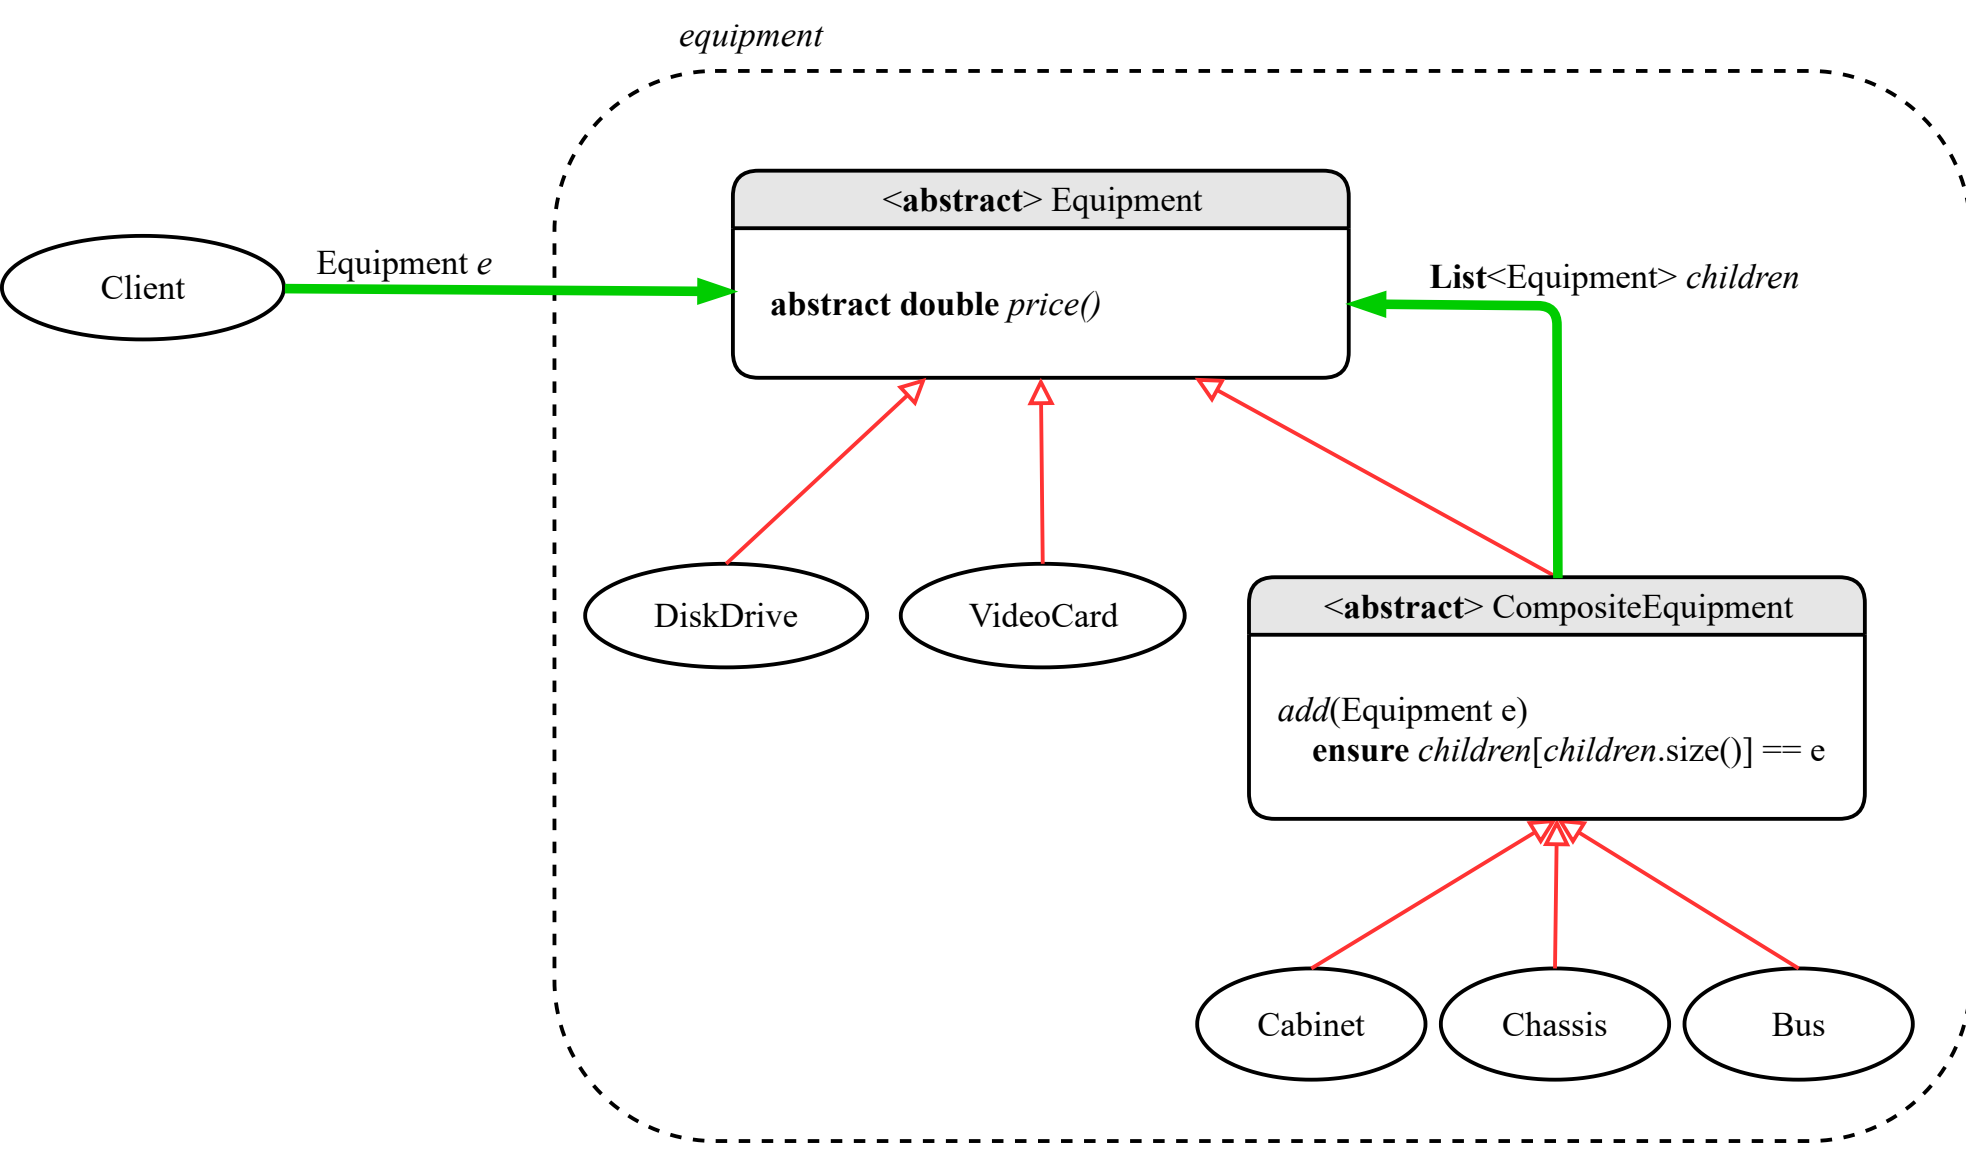 equipment
<abstract> Equipment
Client
Equipment e
abstract double price()
List<Equipment> children
DiskDrive
VideoCard
<abstract> CompositeEquipment
add(Equipment e)
ensure children[children.size()] == e
Cabinet
Chassis
Bus